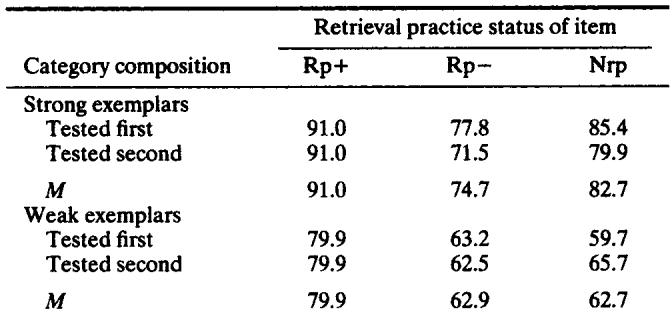 Retrieval practice status of item
Category composition Rp+ Rp− Nrp
Strong exemplars
Tested first 91.0 77.8 85.4
Tested second 91.0 71.5 79.9
M 91.0 74.7 82.7
Weak exemplars
Tested first 79.9 63.2 59.7
Tested second 79.9 62.5 65.7
M 79.9 62.9 62.7